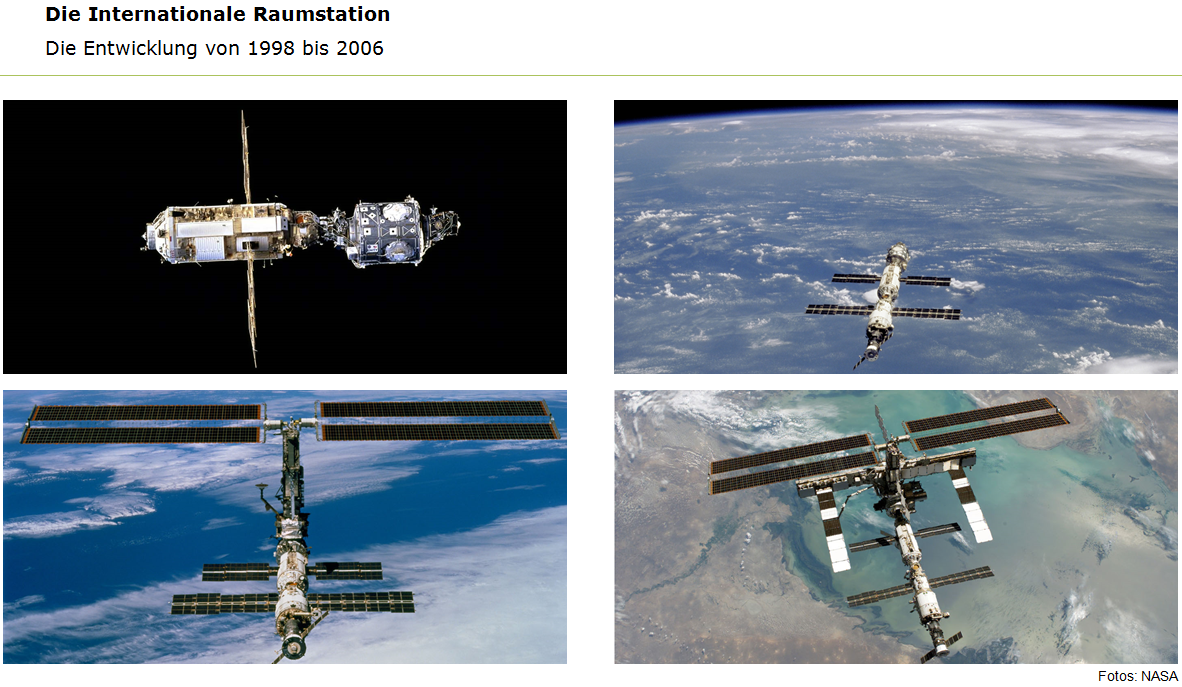 Die Internationale Raumstation
Die Entwicklung von 1998 bis 2006
Fotos: NASA